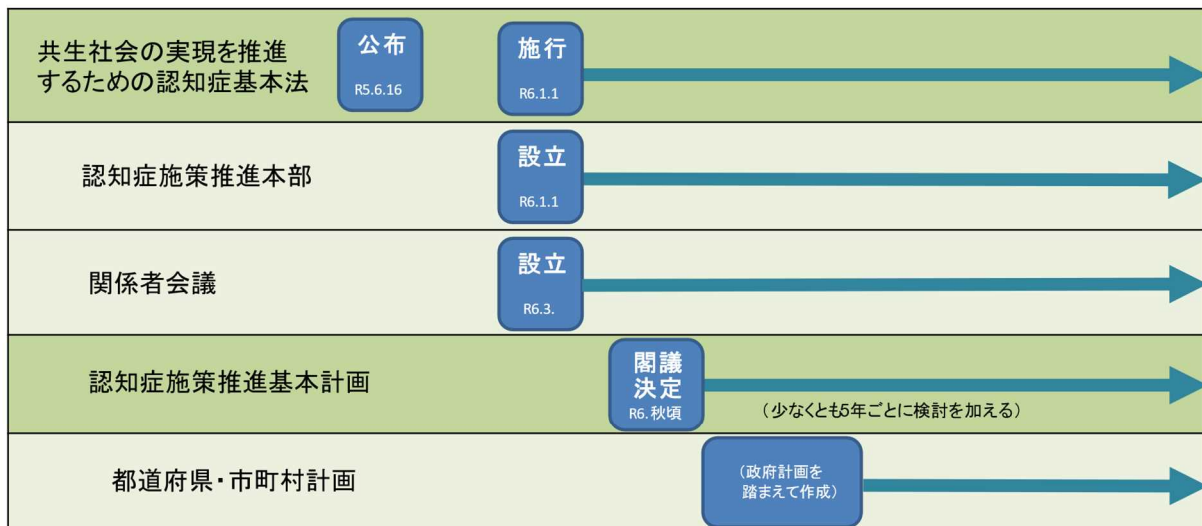 共生社会の実現を推進
するための認知症基本法
公布
R5.6.16
施行
R6.1.1
認知症施策推進本部
設立
R6.1.1
関係者会議
設立
R6.3.
認知症施策推進基本計画
閣議
決定
R6.秋頃
（少なくとも5年ごとに検討を加える）
都道府県・市町村計画
（政府計画を
踏まえて作成）